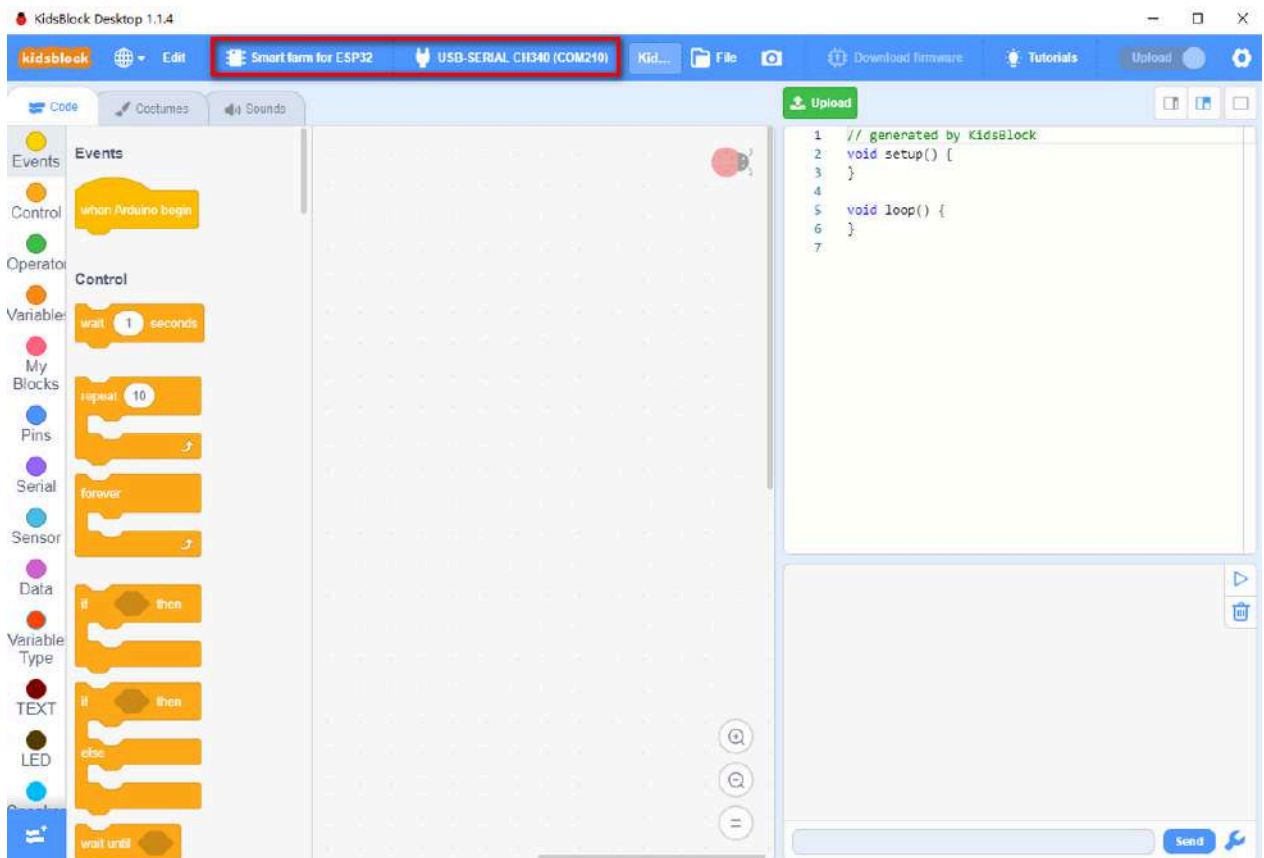 KidsBlock Desktop 1.1.4
kidsblock Edit Smart farm for ESP32 USB-SERIAL CH340 (COM210) Kid... File Download firmware Tutorials Upload
Code Costumes Sounds
Events
Control
Operator
Variables
My
Blocks
Pins
Serial
Sensor
Data
Variable
Type
TEXT
LED
Events
when Arduino begin
Control
wait 1 seconds
repeat 10
forever
if then
if then
else
wait until
Upload
1 // generated by KidsBlock
2 void setup() {
3 }
4
5 void loop() {
6 }
7
Send